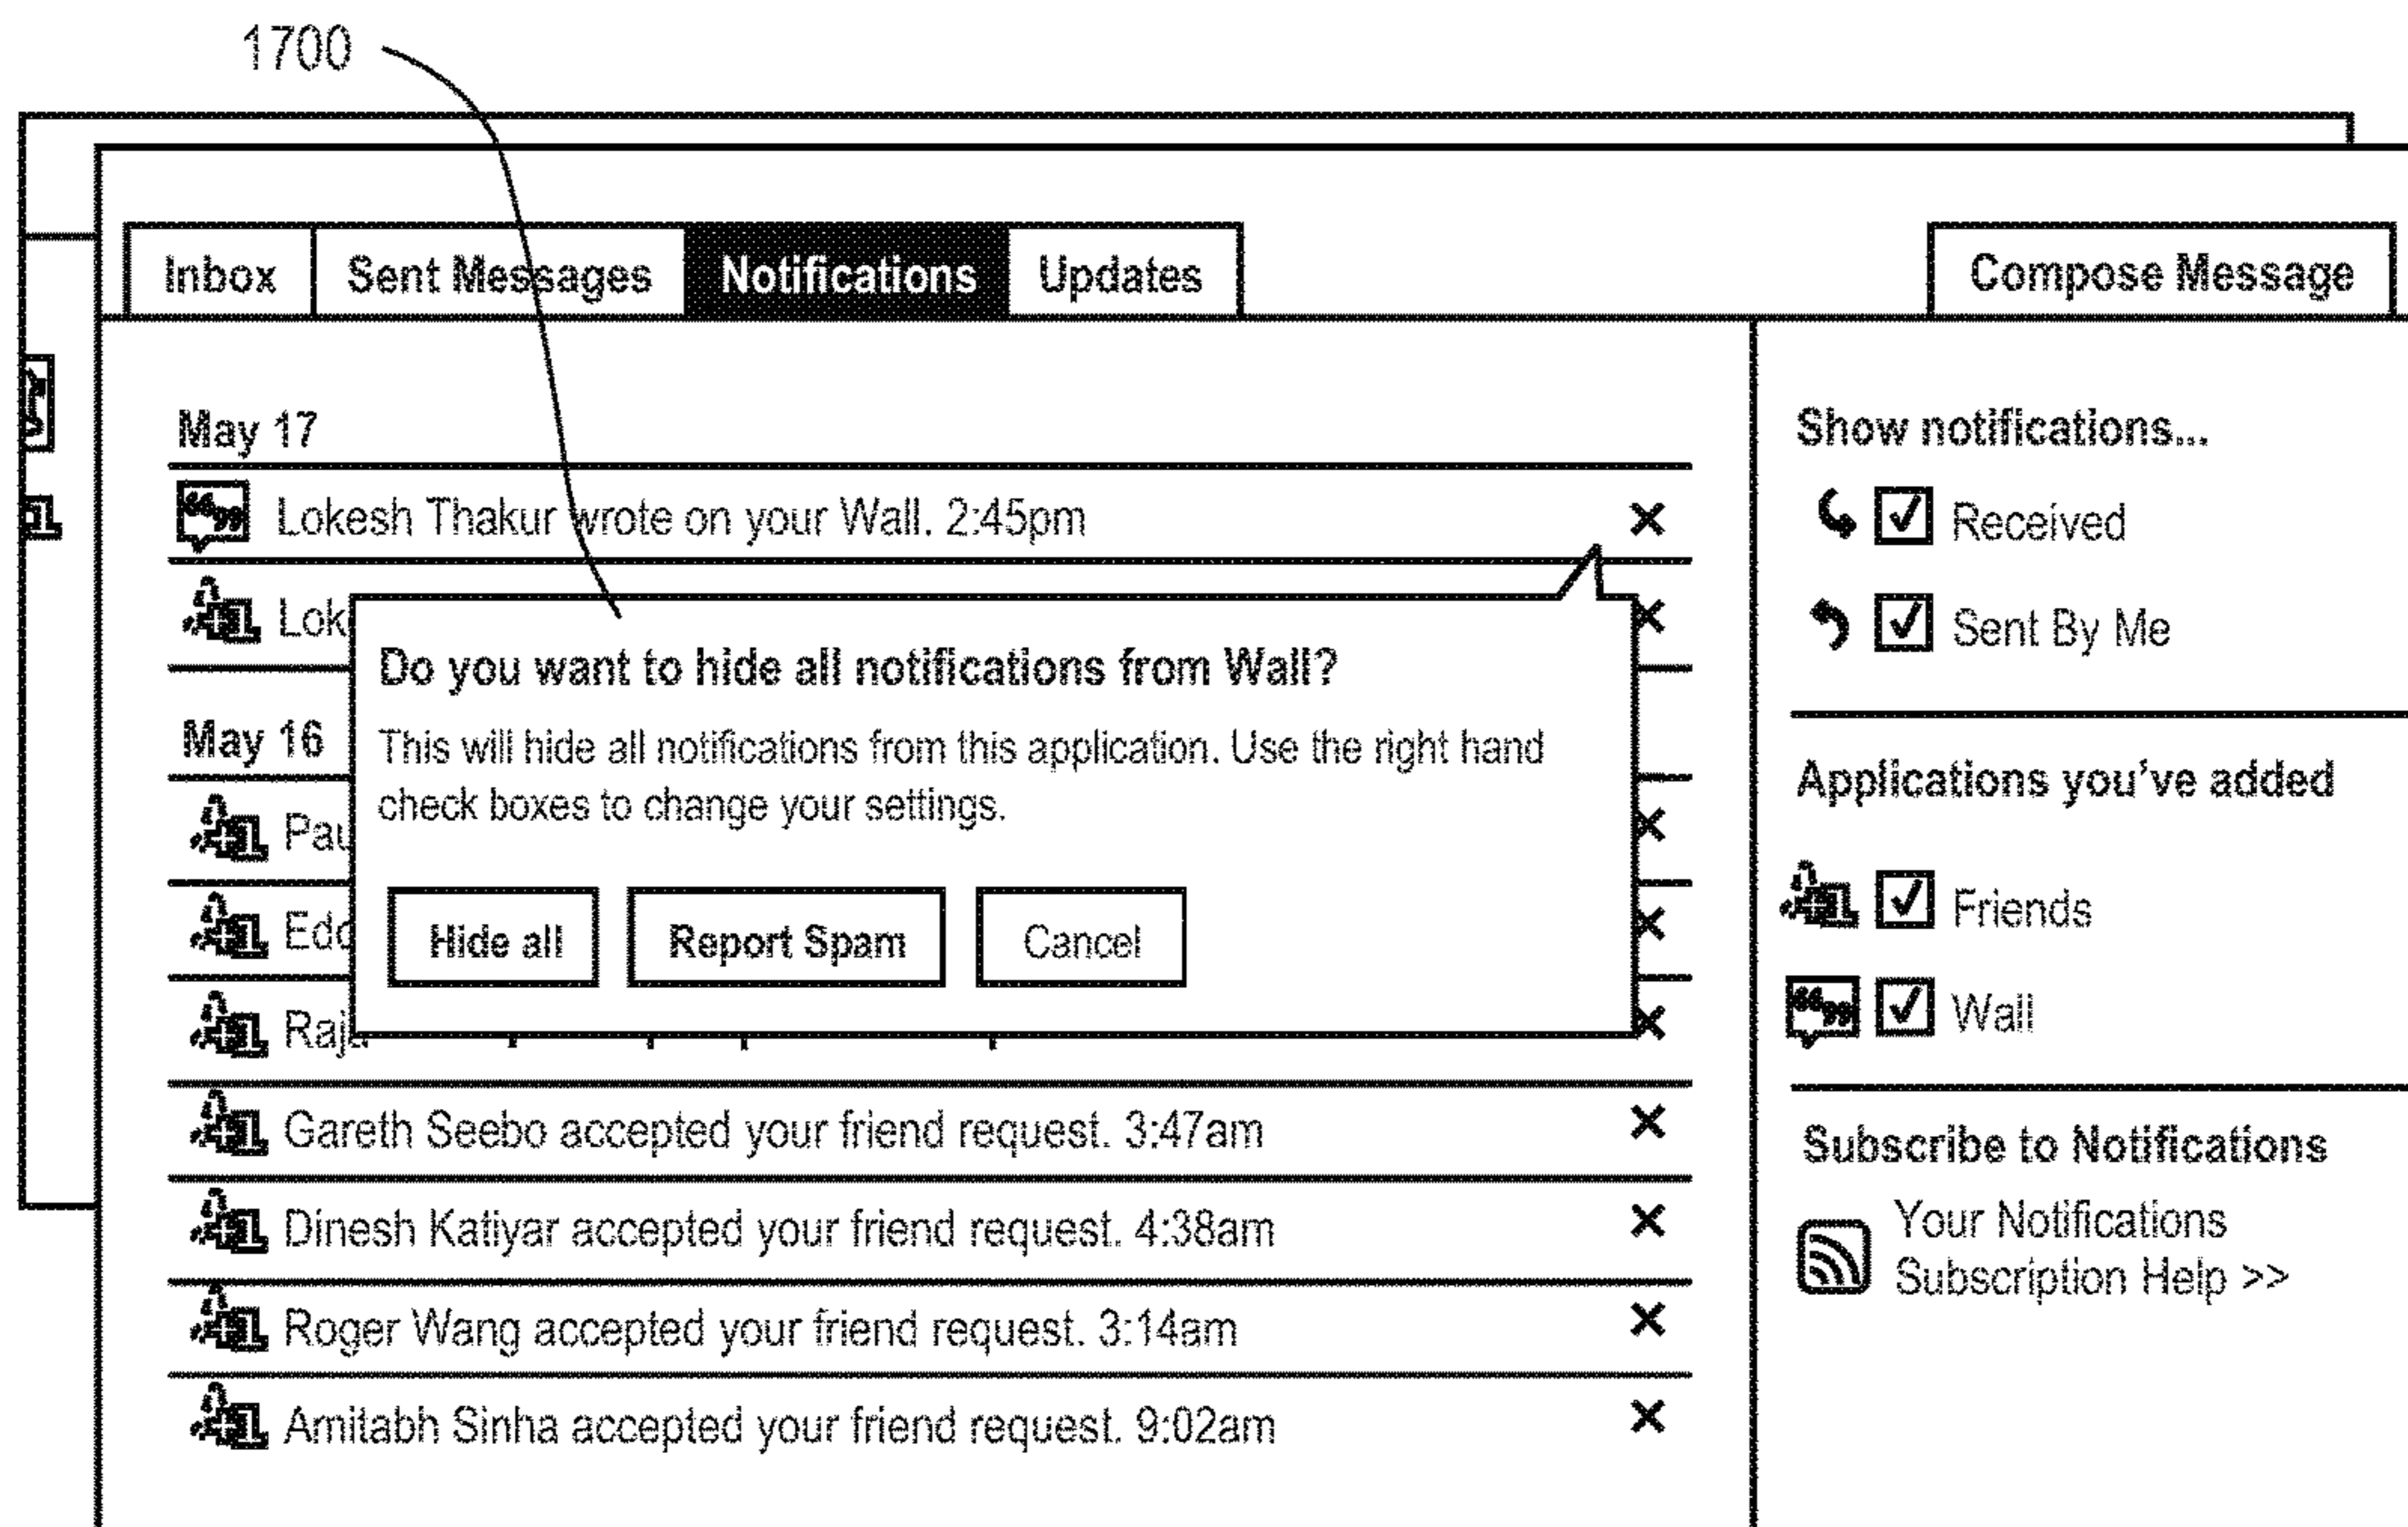 1700
Inbox Sent Messages Notifications Updates Compose Message
May 17
Lokesh Thakur wrote on your Wall. 2:45pm
Do you want to hide all notifications from Wall?
This will hide all notifications from this application. Use the right hand
check boxes to change your settings.
Hide all Report Spam Cancel
May 16
Gareth Seebo accepted your friend request. 3:47am
Dinesh Katiyar accepted your friend request. 4:38am
Roger Wang accepted your friend request. 3:14am
Amitabh Sinha accepted your friend request. 9:02am
Show notifications...
Received
Sent By Me
Applications you've added
Friends
Wall
Subscribe to Notifications
Your Notifications
Subscription Help >>